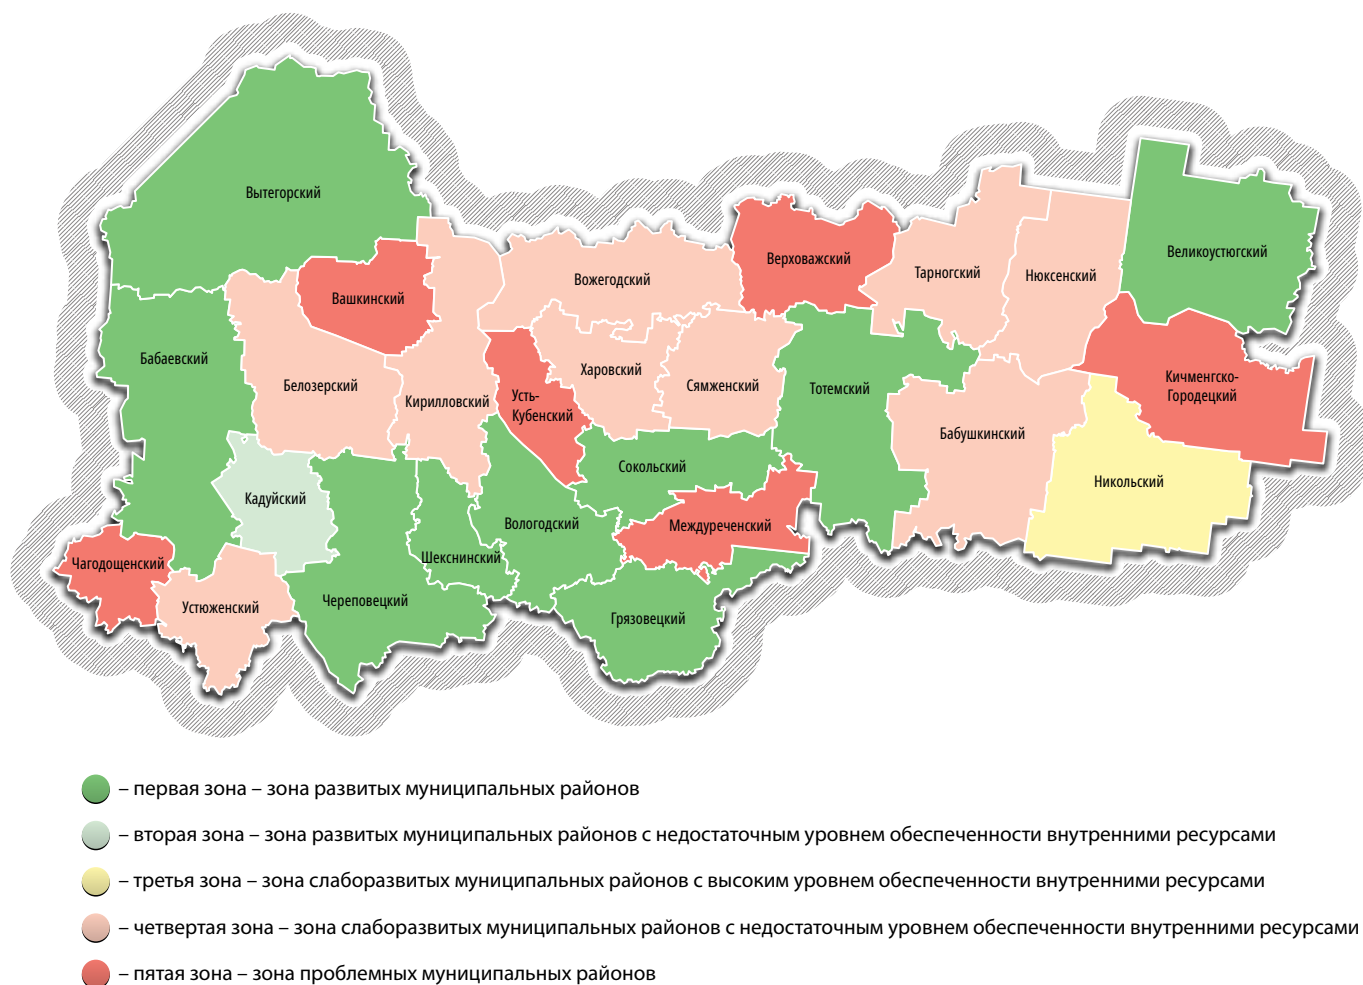 Вытегорский
Великоустюгский
Верховажский
Тарногский
Нюксенский
Вожегодский
Вашкинский
Бабаевский
Харовский
Сямженский
Тотемский
Кичменгско-
Городецкий
Белозерский
Кирилловский
Усть-
Кубенский
Бабушкинский
Сокольский
Никольский
Кадуйский
Вологодский
Междуреченский
Чагодощенский
Шекснинский
Устюженский
Череповецкий
Грязовецкий
– первая зона – зона развитых муниципальных районов
– вторая зона – зона развитых муниципальных районов с недостаточным уровнем обеспеченности внутренними ресурсами
– третья зона – зона слаборазвитых муниципальных районов с высоким уровнем обеспеченности внутренними ресурсами
– четвертая зона – зона слаборазвитых муниципальных районов с недостаточным уровнем обеспеченности внутренними ресурсами
– пятая зона – зона проблемных муниципальных районов